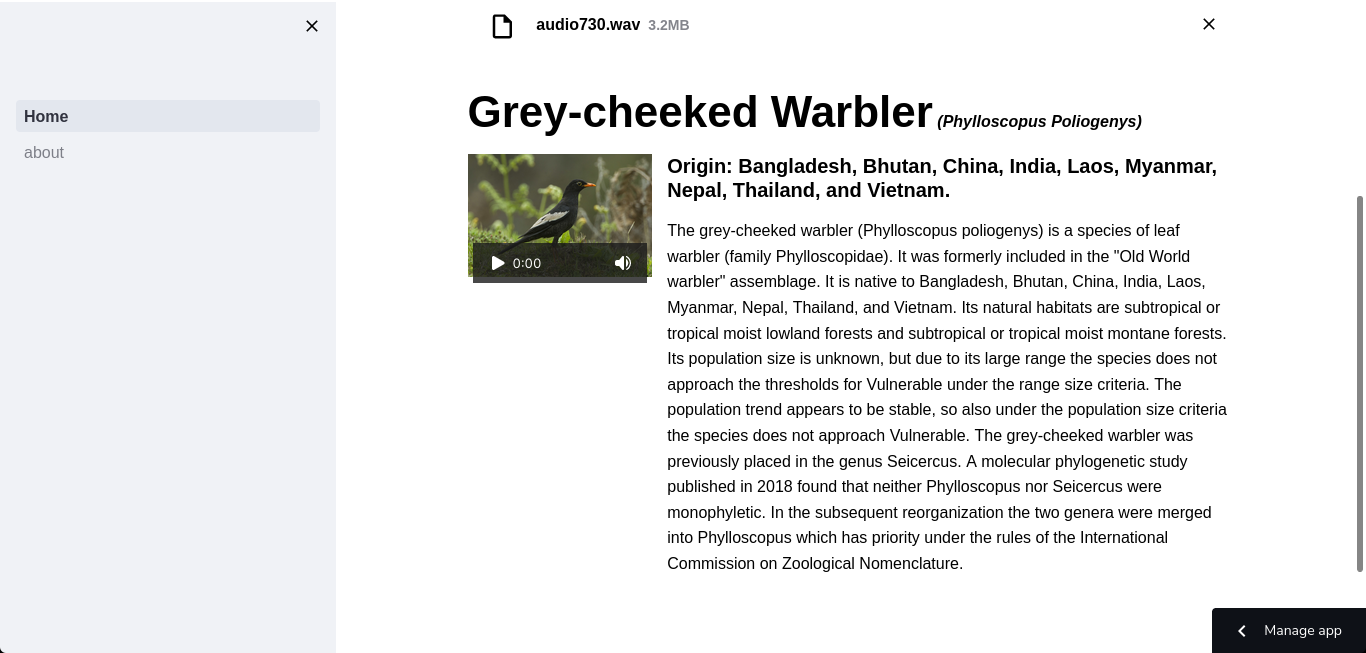 audio730.wav 3.2MB
Home
about
Grey-cheeked Warbler (Phylloscopus Poliogenys)
Origin: Bangladesh, Bhutan, China, India, Laos, Myanmar,
Nepal, Thailand, and Vietnam.
0:00
The grey-cheeked warbler (Phylloscopus poliogenys) is a species of leaf
warbler (family Phylloscopidae). It was formerly included in the "Old World
warbler" assemblage. It is native to Bangladesh, Bhutan, China, India, Laos,
Myanmar, Nepal, Thailand, and Vietnam. Its natural habitats are subtropical or
tropical moist lowland forests and subtropical or tropical moist montane forests.
Its population size is unknown, but due to its large range the species does not
approach the thresholds for Vulnerable under the range size criteria. The
population trend appears to be stable, so also under the population size criteria
the species does not approach Vulnerable. The grey-cheeked warbler was
previously placed in the genus Seicercus. A molecular phylogenetic study
published in 2018 found that neither Phylloscopus nor Seicercus were
monophyletic. In the subsequent reorganization the two genera were merged
into Phylloscopus which has priority under the rules of the International
Commission on Zoological Nomenclature.
Manage app